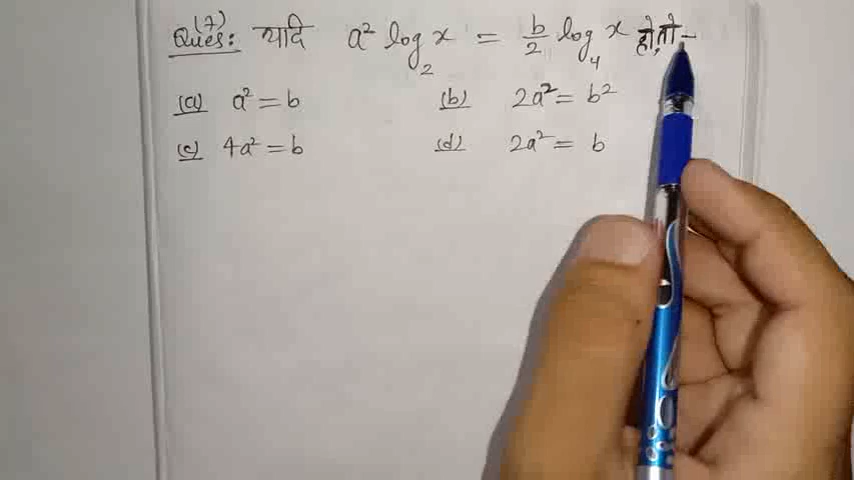 (7)
Ques: यदि a² log₂ x = b/2 log₄ x हो, तो -
(a) a² = b (b) 2a² = b²
(c) 4a² = b (d) 2a² = b